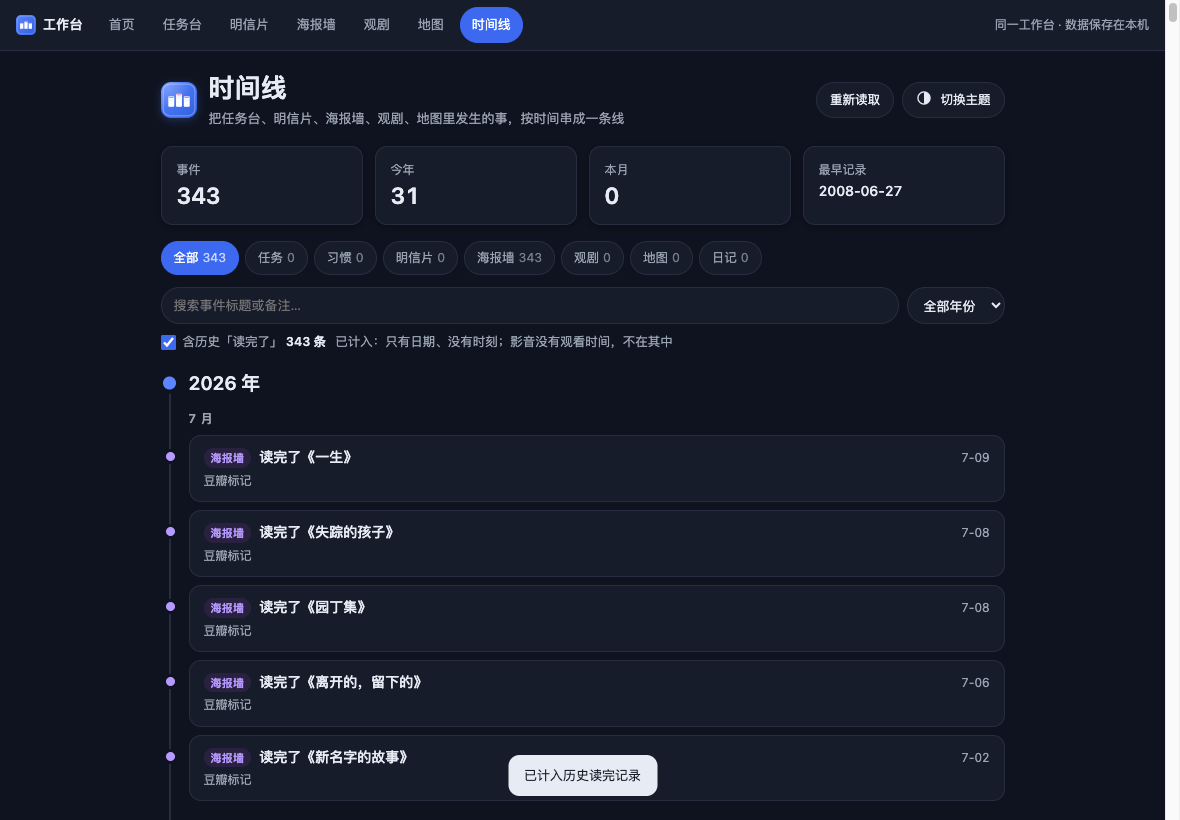 工作台 首页 任务台 明信片 海报墙 观剧 地图 时间线 同一工作台 · 数据保存在本机
时间线
把任务台、明信片、海报墙、观剧、地图里发生的事，按时间串成一条线
重新读取 切换主题
事件 今年 本月 最早记录
343 31 0 2008-06-27
全部 343 任务 0 习惯 0 明信片 0 海报墙 343 观剧 0 地图 0 日记 0
搜索事件标题或备注... 全部年份
含历史「读完了」 343 条 已计入：只有日期、没有时刻；影音没有观看时间，不在其中
2026 年
7 月
海报墙 读完了《一生》 7-09
豆瓣标记
海报墙 读完了《失踪的孩子》 7-08
豆瓣标记
海报墙 读完了《园丁集》 7-08
豆瓣标记
海报墙 读完了《离开的，留下的》 7-06
豆瓣标记
海报墙 读完了《新名字的故事》 7-02
豆瓣标记
已计入历史读完记录